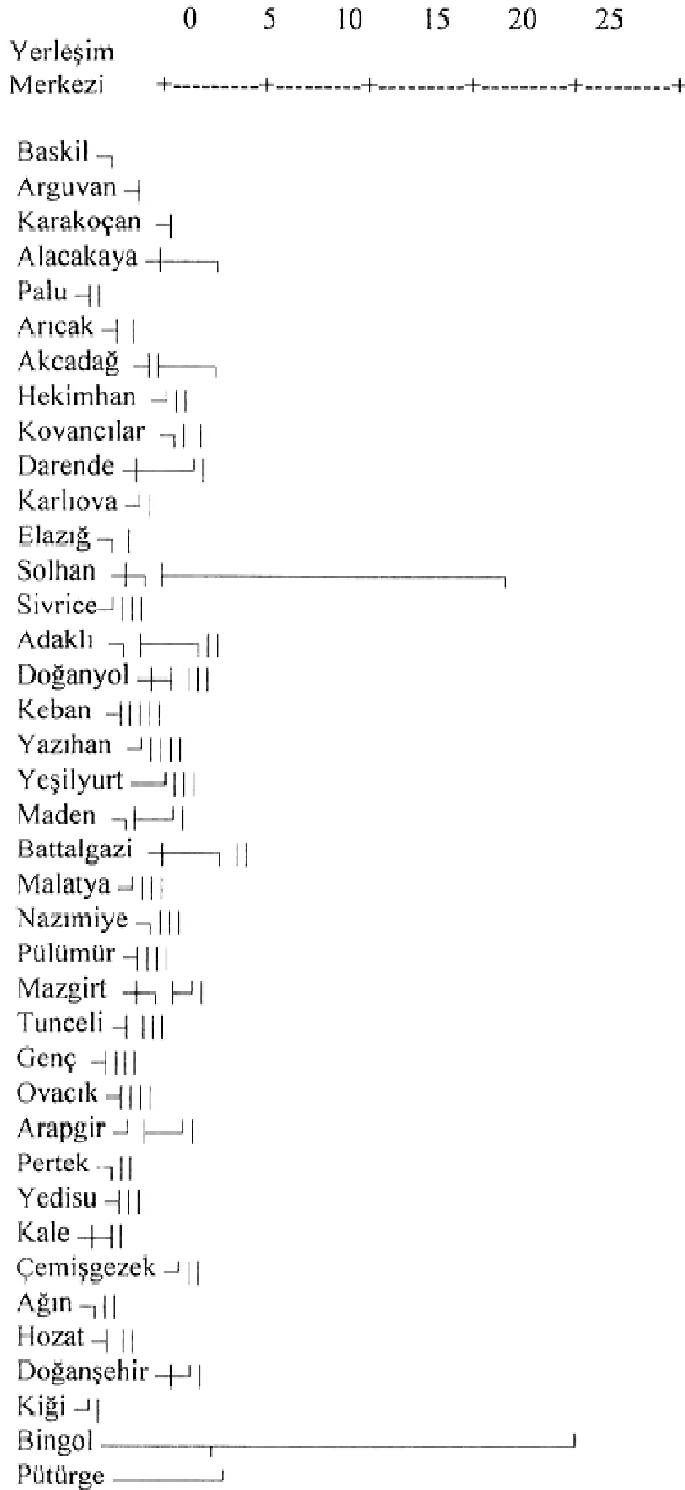 0 5 10 15 20 25
Yerleşim
Merkezi +---------+---------+---------+---------+---------+
Baskil
Arguvan
Karakoçan
Alacakaya
Palu
Arıcak
Akcadağ
Hekimhan
Kovancılar
Darende
Karlıova
Elazığ
Solhan
Sivrice
Adaklı
Doğanyol
Keban
Yazıhan
Yeşilyurt
Maden
Battalgazi
Malatya
Nazımiye
Pülümür
Mazgirt
Tunceli
Genç
Ovacık
Arapgir
Pertek
Yedisu
Kale
Çemişgezek
Ağın
Hozat
Doğanşehir
Kiği
Bingol
Pütürge